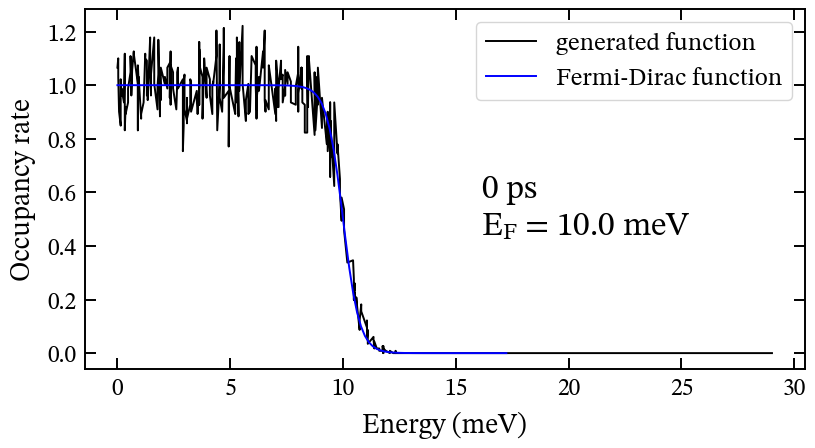 generated function
Fermi-Dirac function
0 ps
E_F = 10.0 meV
Occupancy rate
1.2
1.0
0.8
0.6
0.4
0.2
0.0
0 5 10 15 20 25 30
Energy (meV)